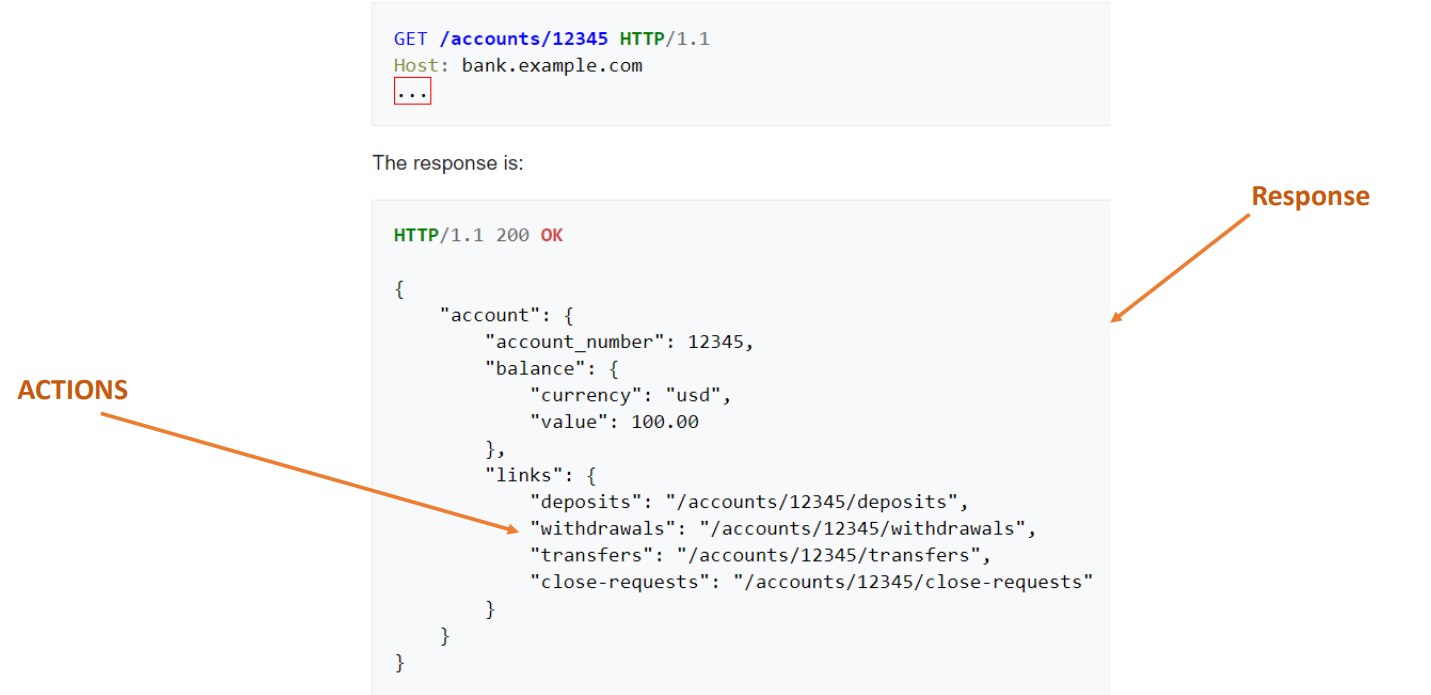 GET /accounts/12345 HTTP/1.1
Host: bank.example.com
...
The response is:
Response
HTTP/1.1 200 OK
{
    "account": {
        "account_number": 12345,
        "balance": {
            "currency": "usd",
            "value": 100.00
        },
        "links": {
            "deposits": "/accounts/12345/deposits",
            "withdrawals": "/accounts/12345/withdrawals",
            "transfers": "/accounts/12345/transfers",
            "close-requests": "/accounts/12345/close-requests"
        }
    }
}
ACTIONS